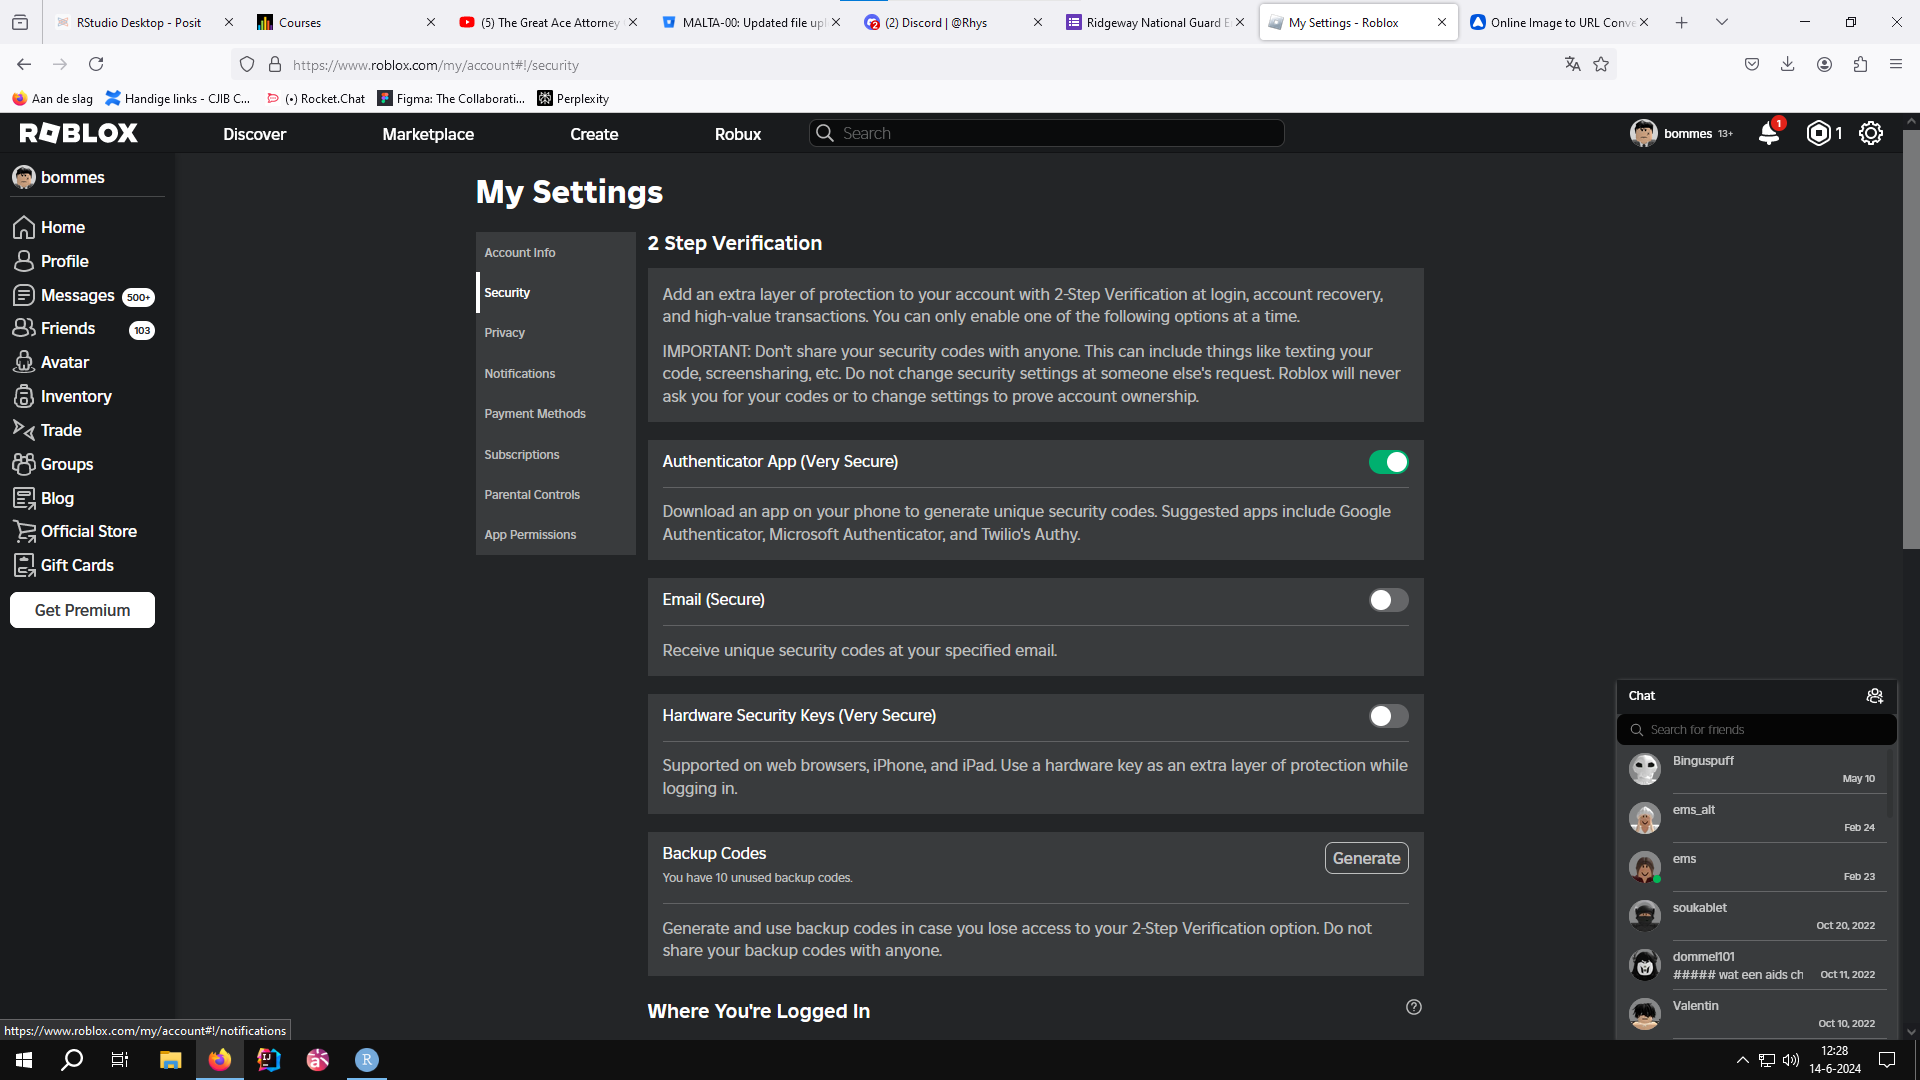 RStudio Desktop - Posit
Courses
(5) The Great Ace Attorney
MALTA-00: Updated file upl
(2) Discord | @Rhys
Ridgeway National Guard E
My Settings - Roblox
Online Image to URL Conve
https://www.roblox.com/my/account#!/security
Aan de slag
Handige links - CJIB C...
(•) Rocket.Chat
Figma: The Collaborati...
Perplexity
ROBLOX
Discover
Marketplace
Create
Robux
Search
bommes 13+
1
1
bommes
Home
Profile
Messages 500+
Friends 103
Avatar
Inventory
Trade
Groups
Blog
Official Store
Gift Cards
Get Premium
My Settings
Account Info
Security
Privacy
Notifications
Payment Methods
Subscriptions
Parental Controls
App Permissions
2 Step Verification
Add an extra layer of protection to your account with 2-Step Verification at login, account recovery,
and high-value transactions. You can only enable one of the following options at a time.
IMPORTANT: Don't share your security codes with anyone. This can include things like texting your
code, screensharing, etc. Do not change security settings at someone else's request. Roblox will never
ask you for your codes or to change settings to prove account ownership.
Authenticator App (Very Secure)
Download an app on your phone to generate unique security codes. Suggested apps include Google
Authenticator, Microsoft Authenticator, and Twilio's Authy.
Email (Secure)
Receive unique security codes at your specified email.
Hardware Security Keys (Very Secure)
Supported on web browsers, iPhone, and iPad. Use a hardware key as an extra layer of protection while
logging in.
Backup Codes
You have 10 unused backup codes.
Generate
Generate and use backup codes in case you lose access to your 2-Step Verification option. Do not
share your backup codes with anyone.
Where You're Logged In
Chat
Search for friends
Binguspuff
May 10
ems_alt
Feb 24
ems
Feb 23
soukablet
Oct 20, 2022
dommel101
##### wat een aids ch Oct 11, 2022
Valentin
Oct 10, 2022
https://www.roblox.com/my/account#!/notifications
12:28
14-6-2024